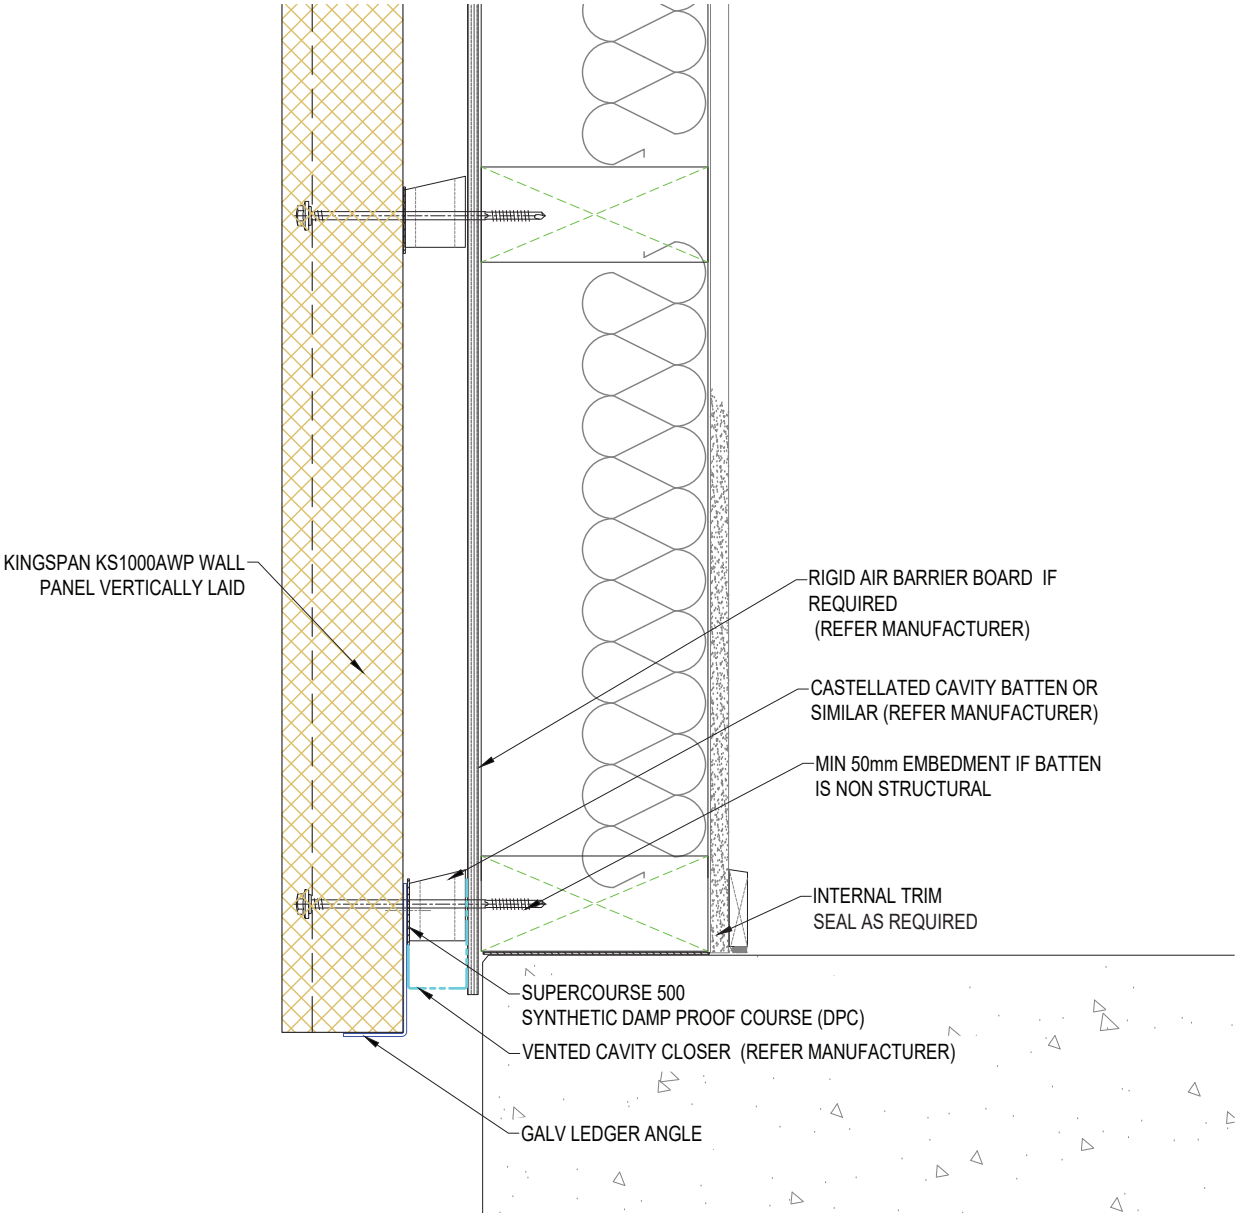 KINGSPAN KS1000AWP WALL
PANEL VERTICALLY LAID
RIGID AIR BARRIER BOARD IF
REQUIRED
(REFER MANUFACTURER)
CASTELLATED CAVITY BATTEN OR
SIMILAR (REFER MANUFACTURER)
MIN 50mm EMBEDMENT IF BATTEN
IS NON STRUCTURAL
INTERNAL TRIM
SEAL AS REQUIRED
SUPERCOURSE 500
SYNTHETIC DAMP PROOF COURSE (DPC)
VENTED CAVITY CLOSER (REFER MANUFACTURER)
GALV LEDGER ANGLE